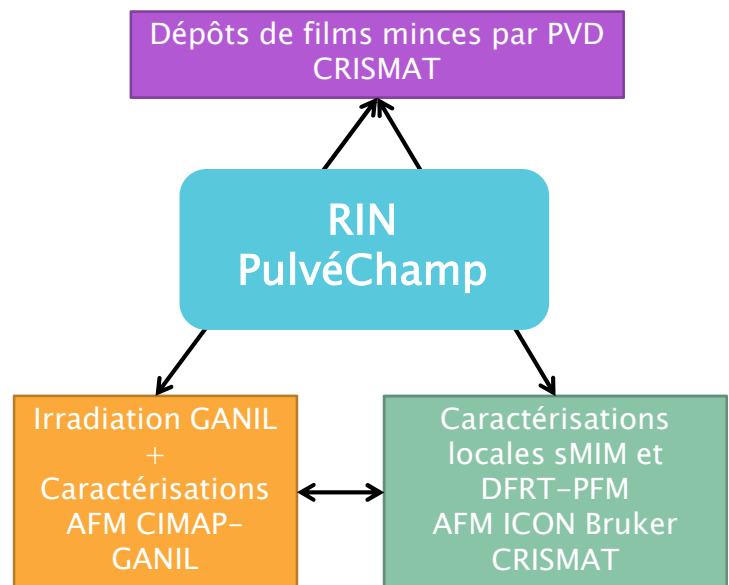 Dépôts de films minces par PVD
CRISMAT
RIN
PulvéChamp
Irradiation GANIL
+
Caractérisations
AFM CIMAP-
GANIL
Caractérisations
locales sMIM et
DFRT-PFM
AFM ICON Bruker
CRISMAT